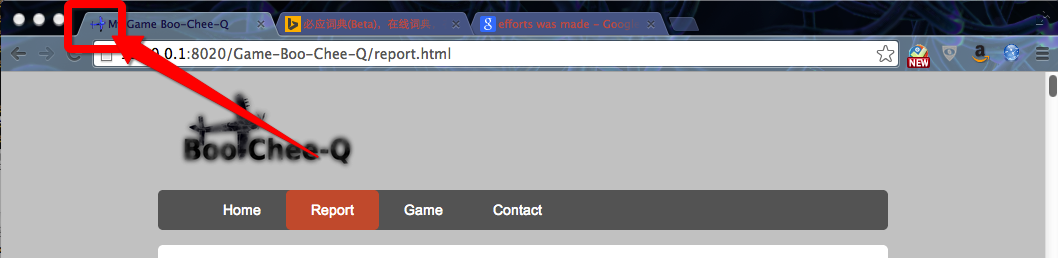 Game Boo-Chee-Q
必应词典(Beta)、在线词典
efforts was made - Googl
0.0.1:8020/Game-Boo-Chee-Q/report.html
NEW
Boo-Chee-Q
Home Report Game Contact